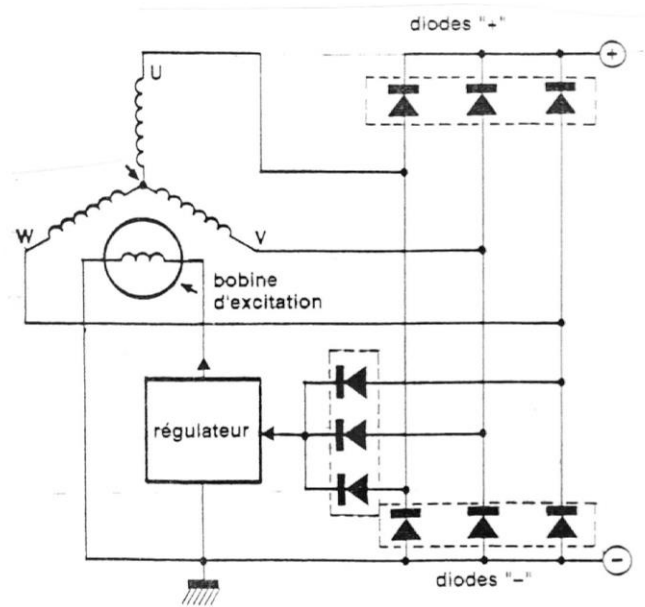 diodes "+"
+
U
W
V
bobine
d'excitation
régulateur
diodes "–"
–